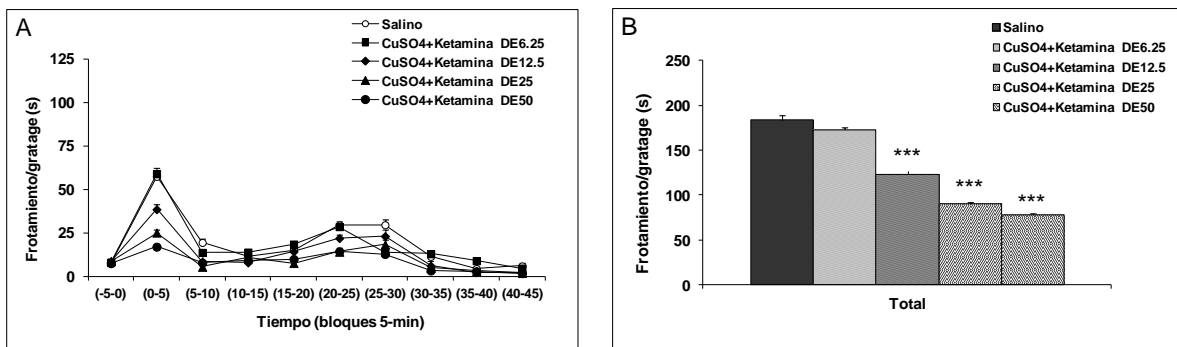 A
Salino
CuSO4+Ketamina DE6.25
CuSO4+Ketamina DE12.5
CuSO4+Ketamina DE25
CuSO4+Ketamina DE50
Frotamiento/gratage (s)
125
100
75
50
25
0
(-5-0) (0-5) (5-10) (10-15) (15-20) (20-25) (25-30) (30-35) (35-40) (40-45)
Tiempo (bloques 5-min)
B
Salino
CuSO4+Ketamina DE6.25
CuSO4+Ketamina DE12.5
CuSO4+Ketamina DE25
CuSO4+Ketamina DE50
Frotamiento/gratage (s)
250
200
150
100
50
0
***
***
***
Total